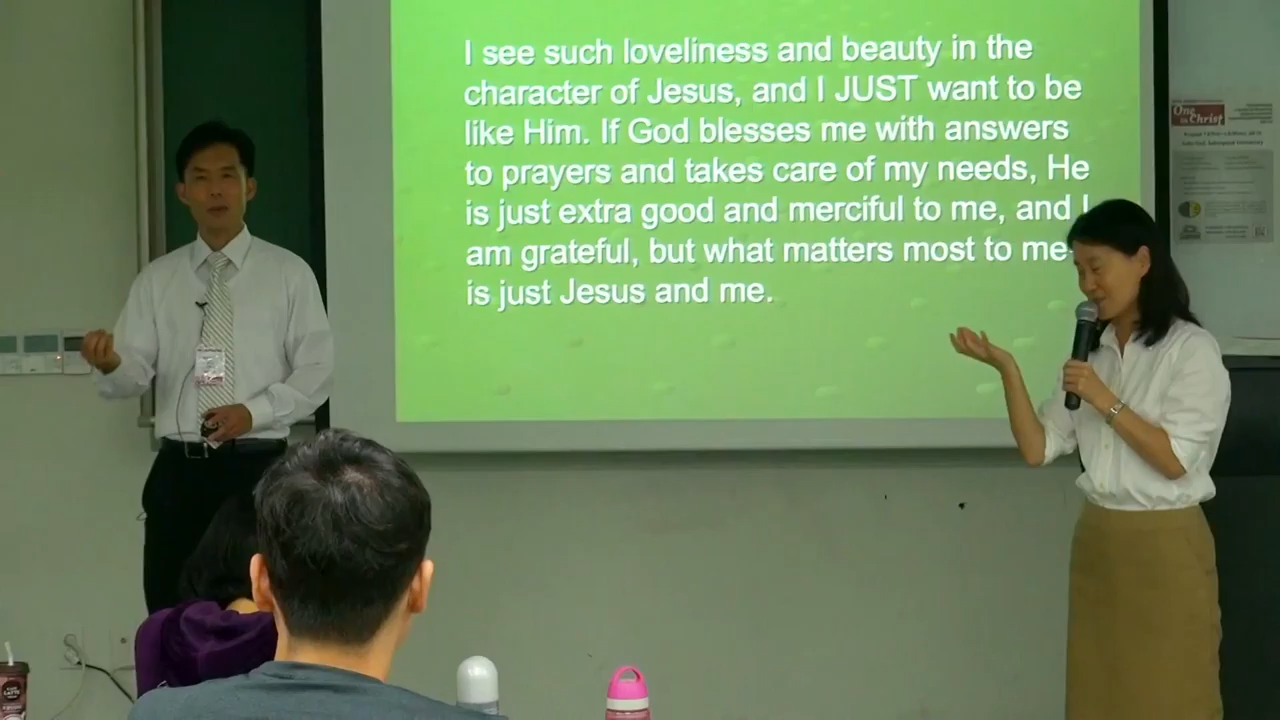 I see such loveliness and beauty in the
character of Jesus, and I JUST want to be
like Him. If God blesses me with answers
to prayers and takes care of my needs, He
is just extra good and merciful to me, and I
am grateful, but what matters most to me
is just Jesus and me.
One
in Christ